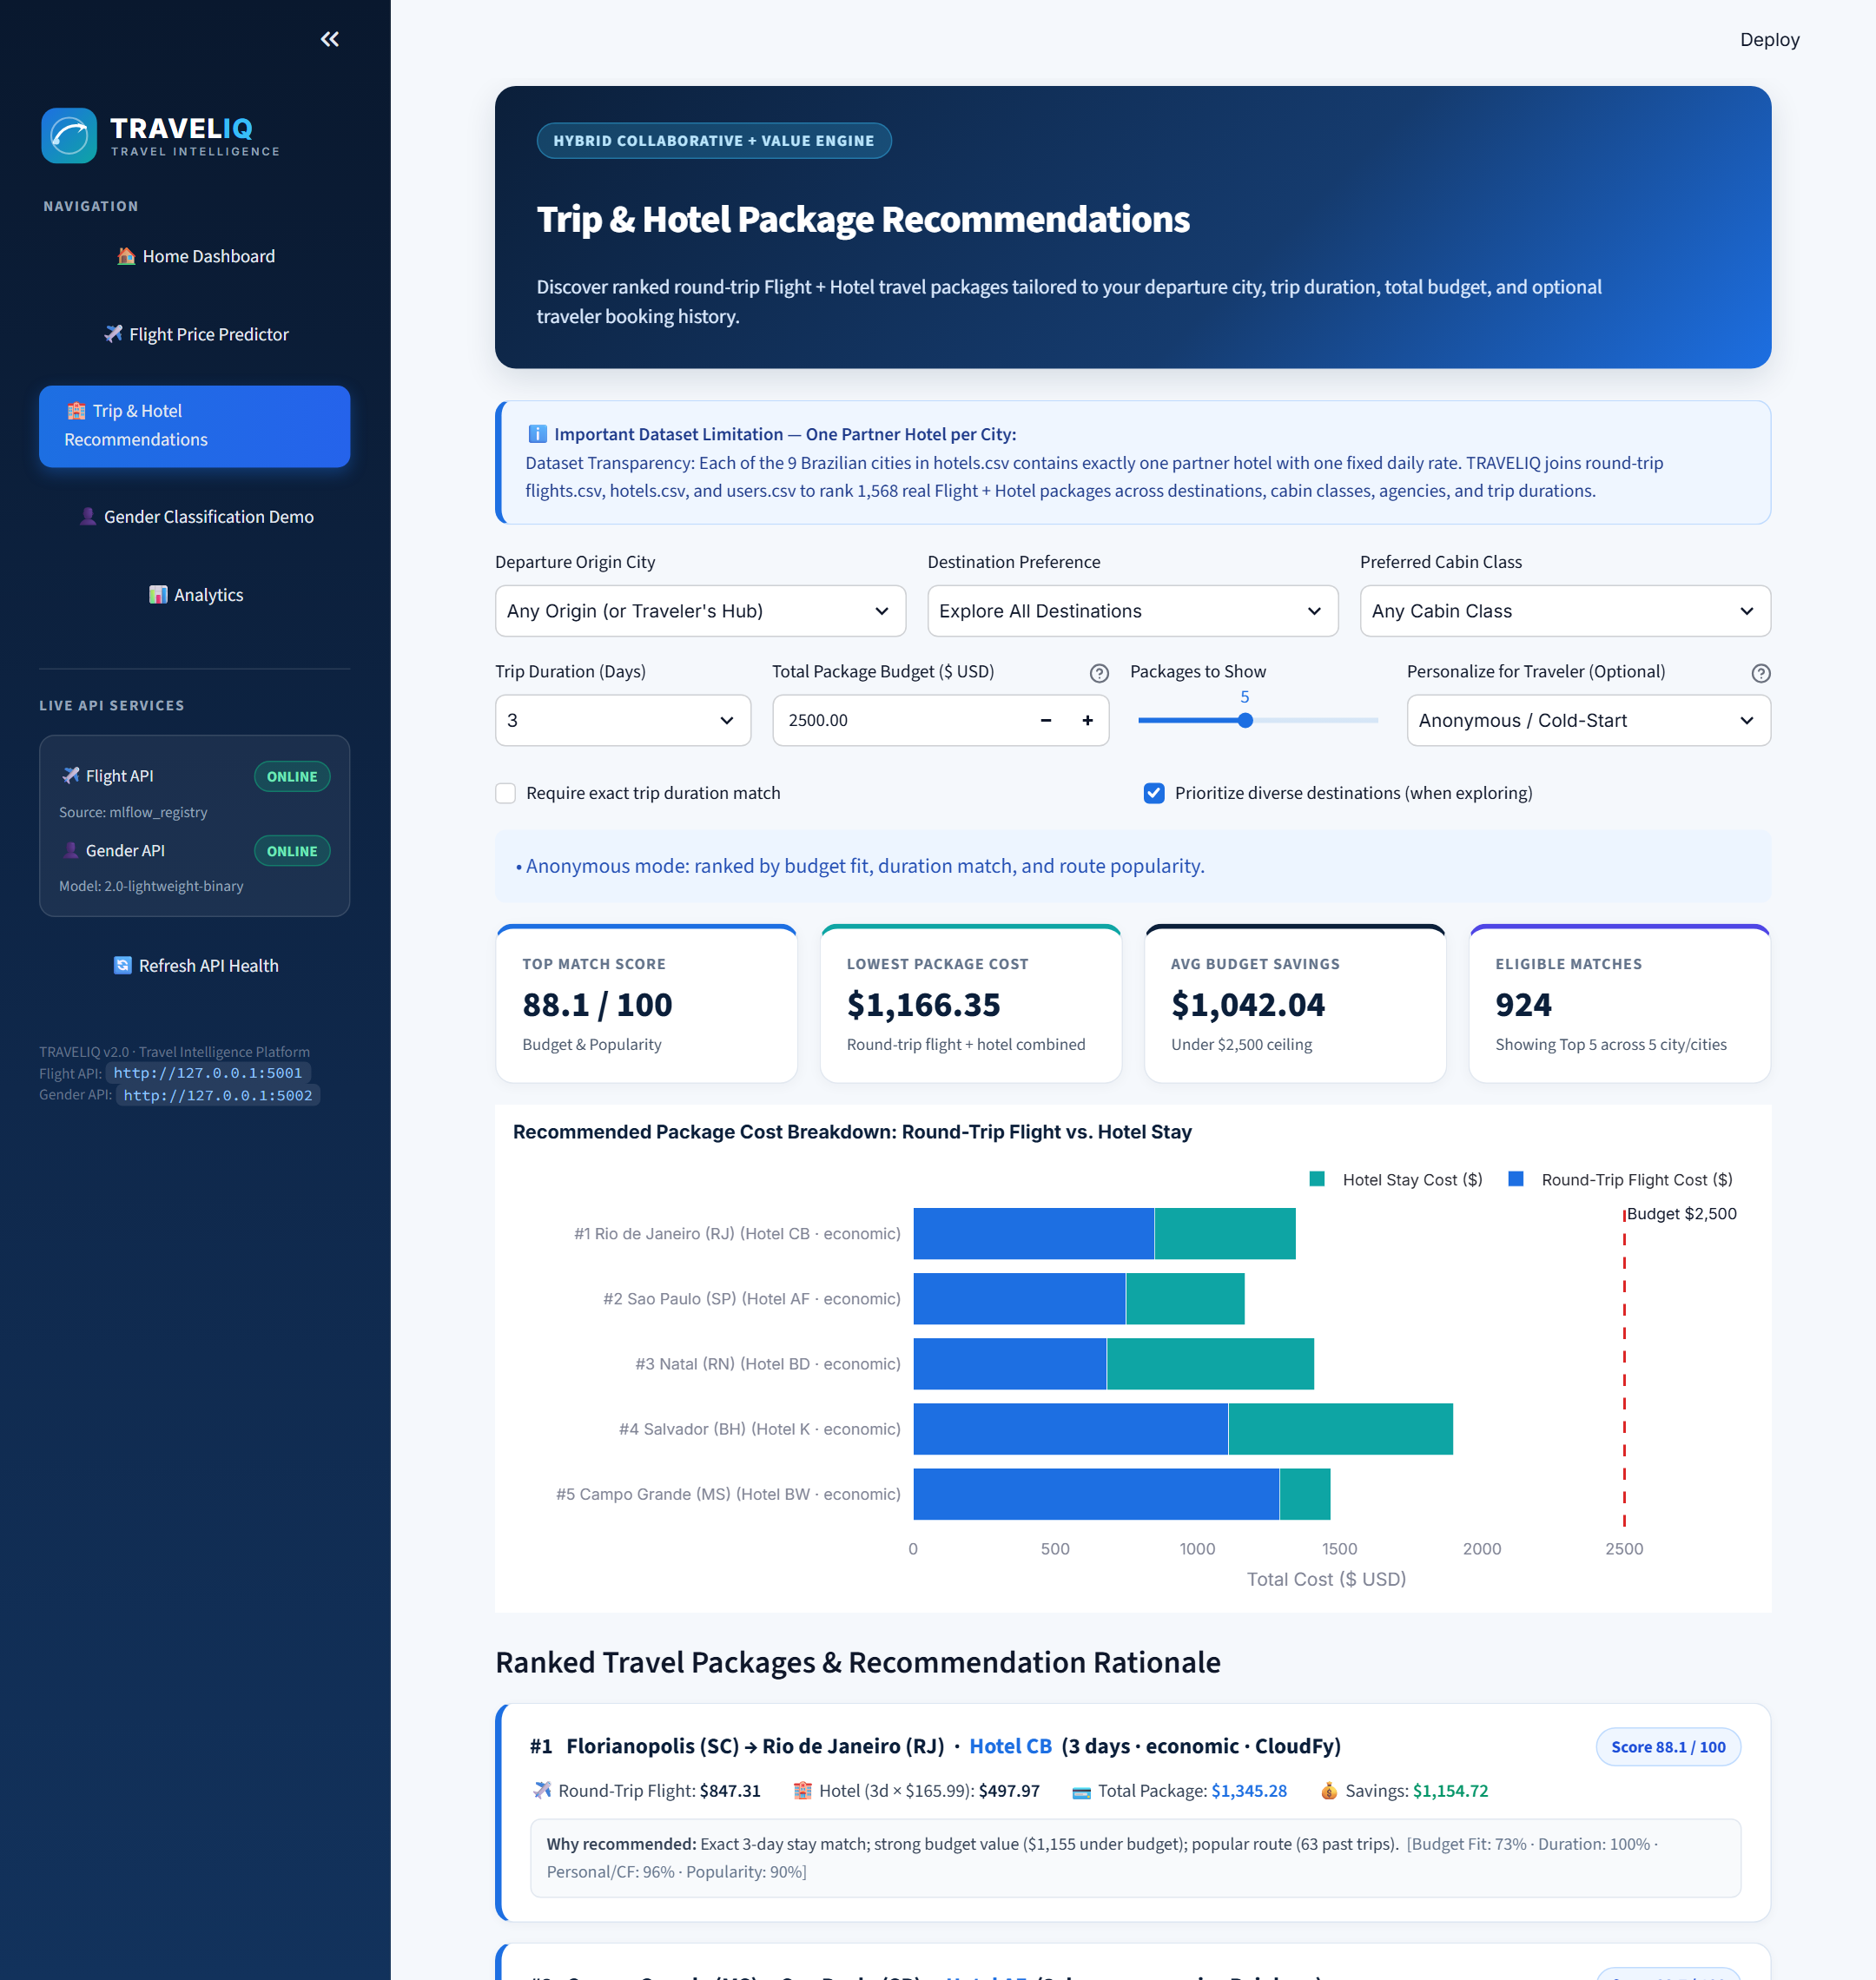 Deploy
TRAVELIQ
TRAVEL INTELLIGENCE
NAVIGATION
Home Dashboard
Flight Price Predictor
Trip & Hotel
Recommendations
Gender Classification Demo
Analytics
LIVE API SERVICES
Flight API ONLINE
Source: mlflow_registry
Gender API ONLINE
Model: 2.0-lightweight-binary
Refresh API Health
TRAVELIQ v2.0 · Travel Intelligence Platform
Flight API: http://127.0.0.1:5001
Gender API: http://127.0.0.1:5002
HYBRID COLLABORATIVE + VALUE ENGINE
Trip & Hotel Package Recommendations
Discover ranked round-trip Flight + Hotel travel packages tailored to your departure city, trip duration, total budget, and optional
traveler booking history.
Important Dataset Limitation — One Partner Hotel per City:
Dataset Transparency: Each of the 9 Brazilian cities in hotels.csv contains exactly one partner hotel with one fixed daily rate. TRAVELIQ joins round-trip
flights.csv, hotels.csv, and users.csv to rank 1,568 real Flight + Hotel packages across destinations, cabin classes, agencies, and trip durations.
Departure Origin City Destination Preference Preferred Cabin Class
Any Origin (or Traveler's Hub) Explore All Destinations Any Cabin Class
Trip Duration (Days) Total Package Budget ($ USD) Packages to Show Personalize for Traveler (Optional)
5
3 2500.00 Anonymous / Cold-Start
Require exact trip duration match Prioritize diverse destinations (when exploring)
• Anonymous mode: ranked by budget fit, duration match, and route popularity.
TOP MATCH SCORE LOWEST PACKAGE COST AVG BUDGET SAVINGS ELIGIBLE MATCHES
88.1 / 100 $1,166.35 $1,042.04 924
Budget & Popularity Round-trip flight + hotel combined Under $2,500 ceiling Showing Top 5 across 5 city/cities
Recommended Package Cost Breakdown: Round-Trip Flight vs. Hotel Stay
Hotel Stay Cost ($) Round-Trip Flight Cost ($)
Budget $2,500
#1 Rio de Janeiro (RJ) (Hotel CB · economic)
#2 Sao Paulo (SP) (Hotel AF · economic)
#3 Natal (RN) (Hotel BD · economic)
#4 Salvador (BH) (Hotel K · economic)
#5 Campo Grande (MS) (Hotel BW · economic)
0 500 1000 1500 2000 2500
Total Cost ($ USD)
Ranked Travel Packages & Recommendation Rationale
#1 Florianopolis (SC) → Rio de Janeiro (RJ) · Hotel CB (3 days · economic · CloudFy) Score 88.1 / 100
Round-Trip Flight: $847.31 Hotel (3d × $165.99): $497.97 Total Package: $1,345.28 Savings: $1,154.72
Why recommended: Exact 3-day stay match; strong budget value ($1,155 under budget); popular route (63 past trips). [Budget Fit: 73% · Duration: 100% ·
Personal/CF: 96% · Popularity: 90%]